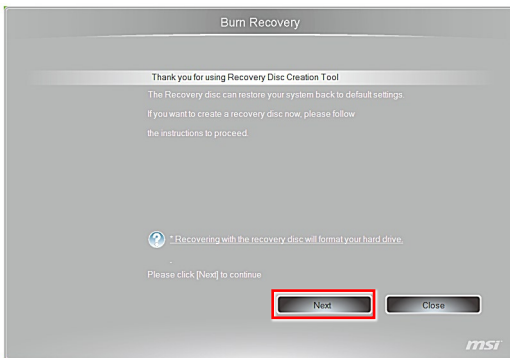 Burn Recovery
Thank you for using Recovery Disc Creation Tool
The Recovery disc can restore your system back to default settings.
If you want to create a recovery disc now, please follow
the instructions to proceed.
* Recovering with the recovery disc will format your hard drive.
Please click [Next] to continue
Next
Close
msi